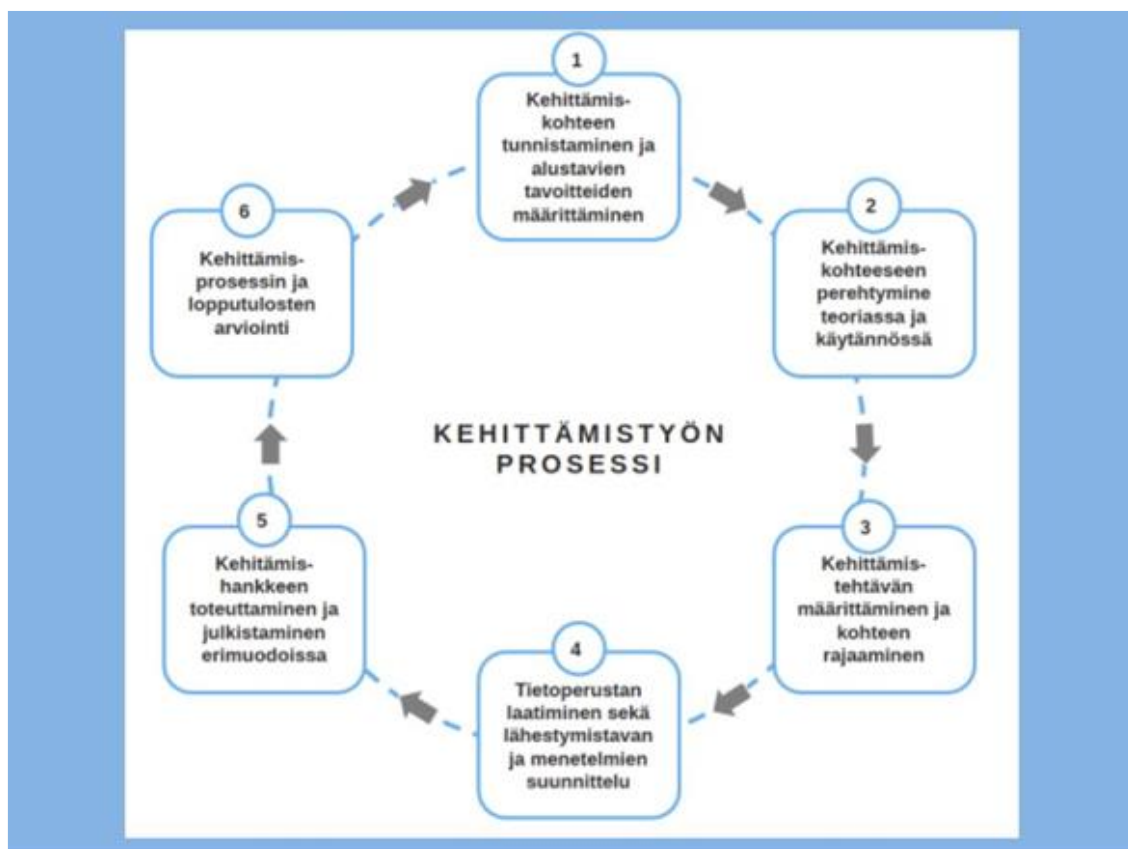 1
Kehittämis-
kohteen
tunnistaminen ja
alustavien
tavoitteiden
määrittäminen
2
Kehittämis-
kohteeseen
perehtymine
teoriassa ja
käytännössä
3
Kehittämis-
tehtävän
määrittäminen ja
kohteen
rajaaminen
4
Tietoperustan
laatiminen sekä
lähestymistavan
ja menetelmien
suunnittelu
5
Kehitämis-
hankkeen
toteuttaminen ja
julkistaminen
erimuodoissa
6
Kehittämis-
prosessin ja
lopputulosten
arviointi
KEHITTÄMISTYÖN
PROSESSI